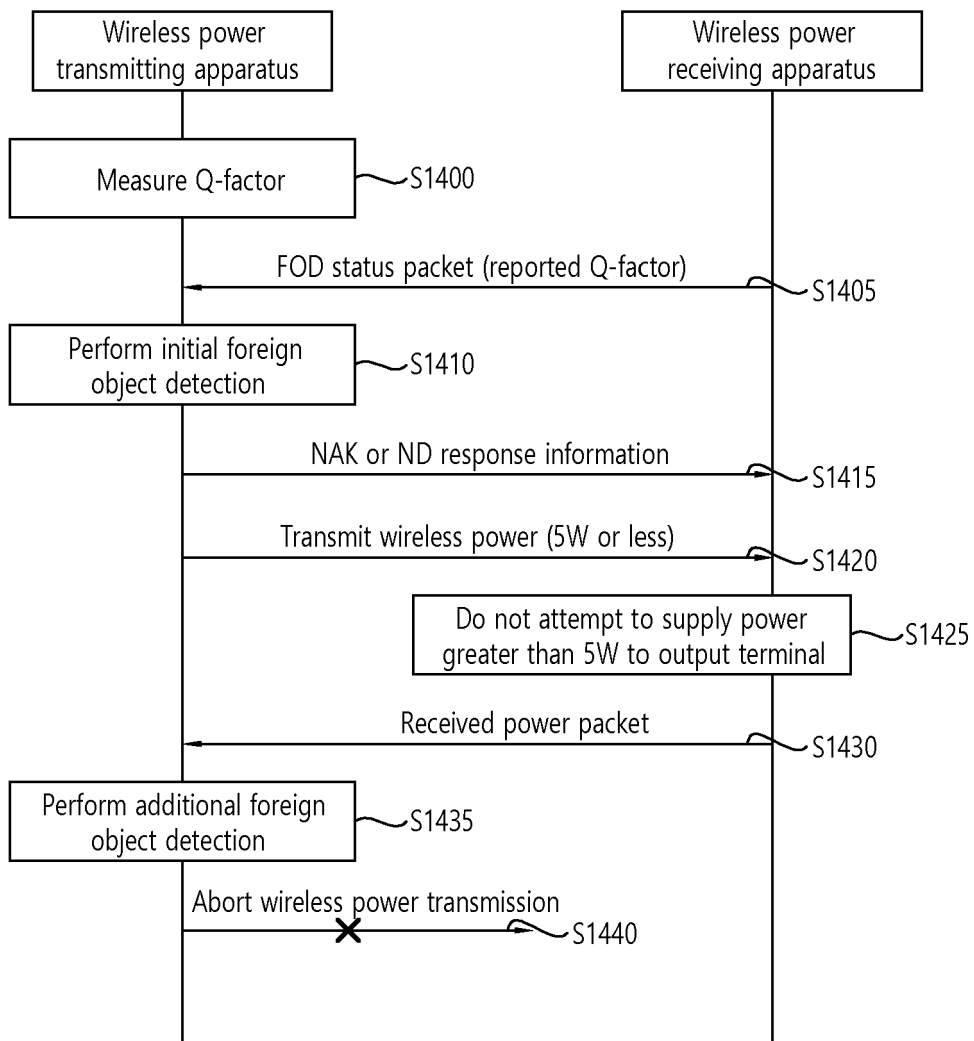 Wireless power
transmitting apparatus
Wireless power
receiving apparatus
Measure Q-factor
S1400
FOD status packet (reported Q-factor)
S1405
Perform initial foreign
object detection
S1410
NAK or ND response information
S1415
Transmit wireless power (5W or less)
S1420
Do not attempt to supply power
greater than 5W to output terminal
S1425
Received power packet
S1430
Perform additional foreign
object detection
S1435
Abort wireless power transmission
S1440